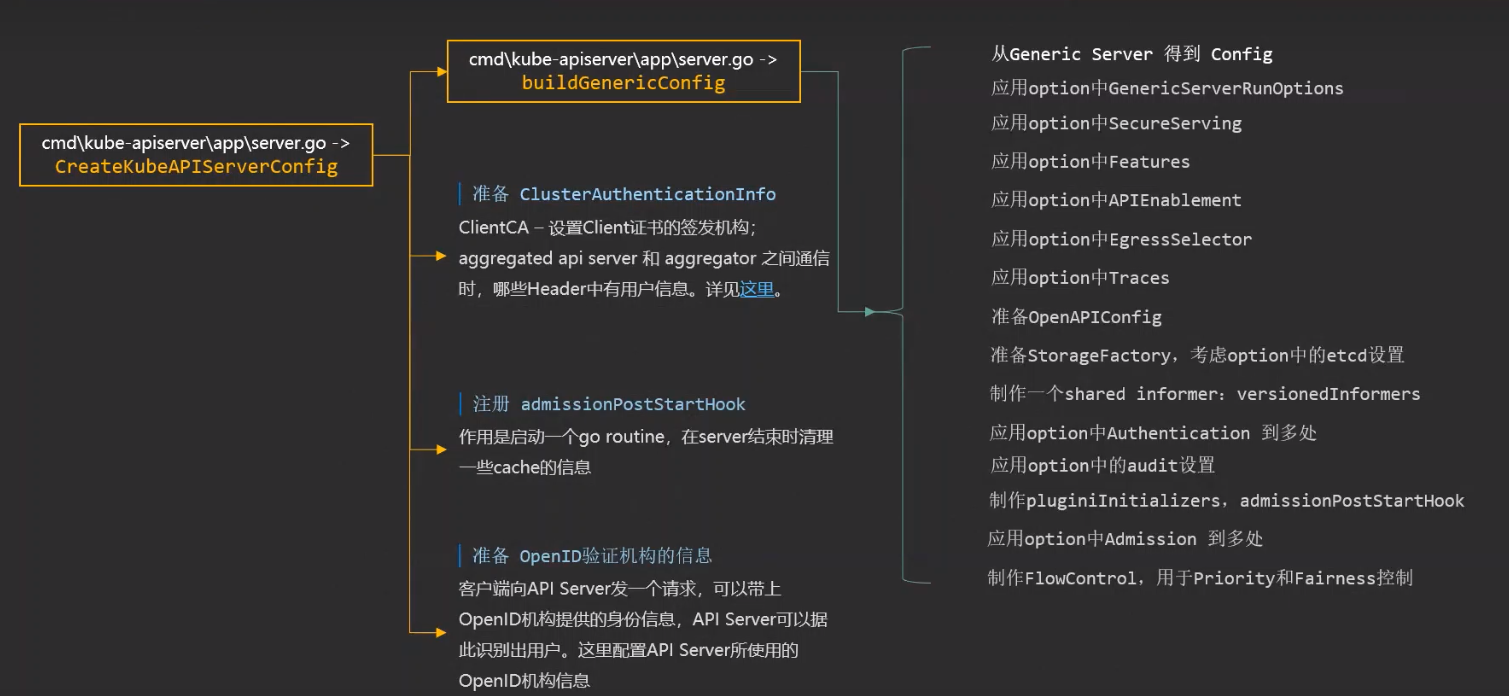 cmd\kube-apiserver\app\server.go ->
CreateKubeAPIServerConfig
cmd\kube-apiserver\app\server.go ->
buildGenericConfig
准备 ClusterAuthenticationInfo
ClientCA – 设置Client证书的签发机构；
aggregated api server 和 aggregator 之间通信
时，哪些Header中有用户信息。详见这里。
注册 admissionPostStartHook
作用是启动一个go routine，在server结束时清理
一些cache的信息
准备 OpenID验证机构的信息
客户端向API Server发一个请求，可以带上
OpenID机构提供的身份信息，API Server可以据
此识别出用户。这里配置API Server所使用的
OpenID机构信息
从Generic Server 得到 Config
应用option中GenericServerRunOptions
应用option中SecureServing
应用option中Features
应用option中APIEnablement
应用option中EgressSelector
应用option中Traces
准备OpenAPIConfig
准备StorageFactory，考虑option中的etcd设置
制作一个shared informer：versionedInformers
应用option中Authentication 到多处
应用option中的audit设置
制作pluginiInitializers，admissionPostStartHook
应用option中Admission 到多处
制作FlowControl，用于Priority和Fairness控制